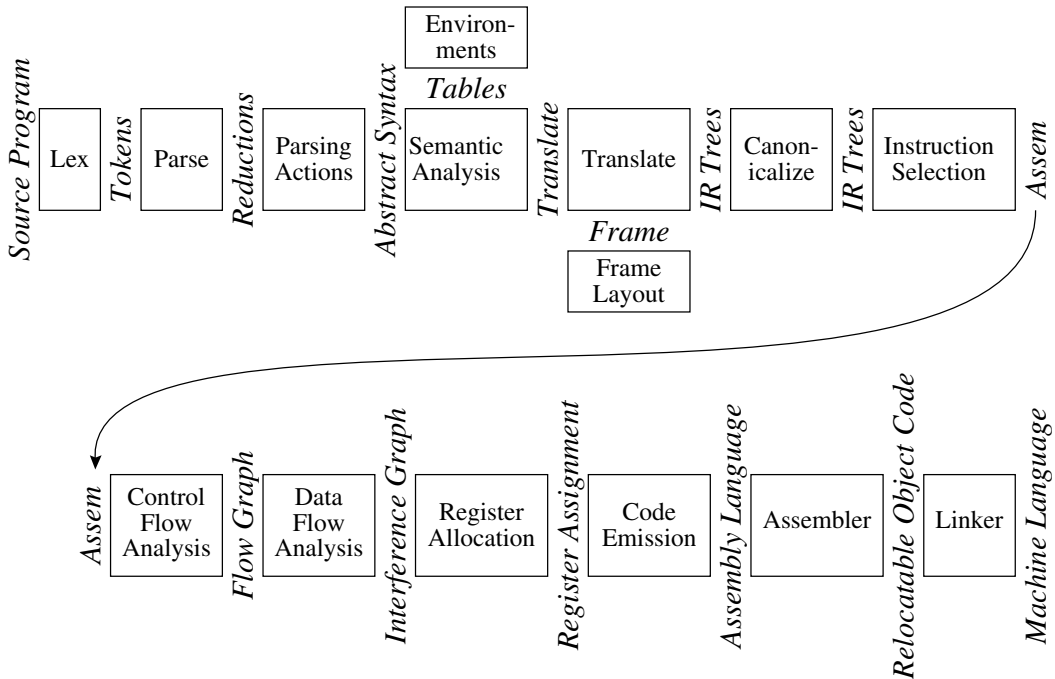 Environ-
ments
Tables
Source Program
Lex
Tokens
Parse
Reductions
Parsing
Actions
Abstract Syntax
Semantic
Analysis
Translate
Translate
IR Trees
Canon-
icalize
IR Trees
Instruction
Selection
Assem
Frame
Frame
Layout
Assem
Control
Flow
Analysis
Flow Graph
Data
Flow
Analysis
Interference Graph
Register
Allocation
Register Assignment
Code
Emission
Assembly Language
Assembler
Relocatable Object Code
Linker
Machine Language